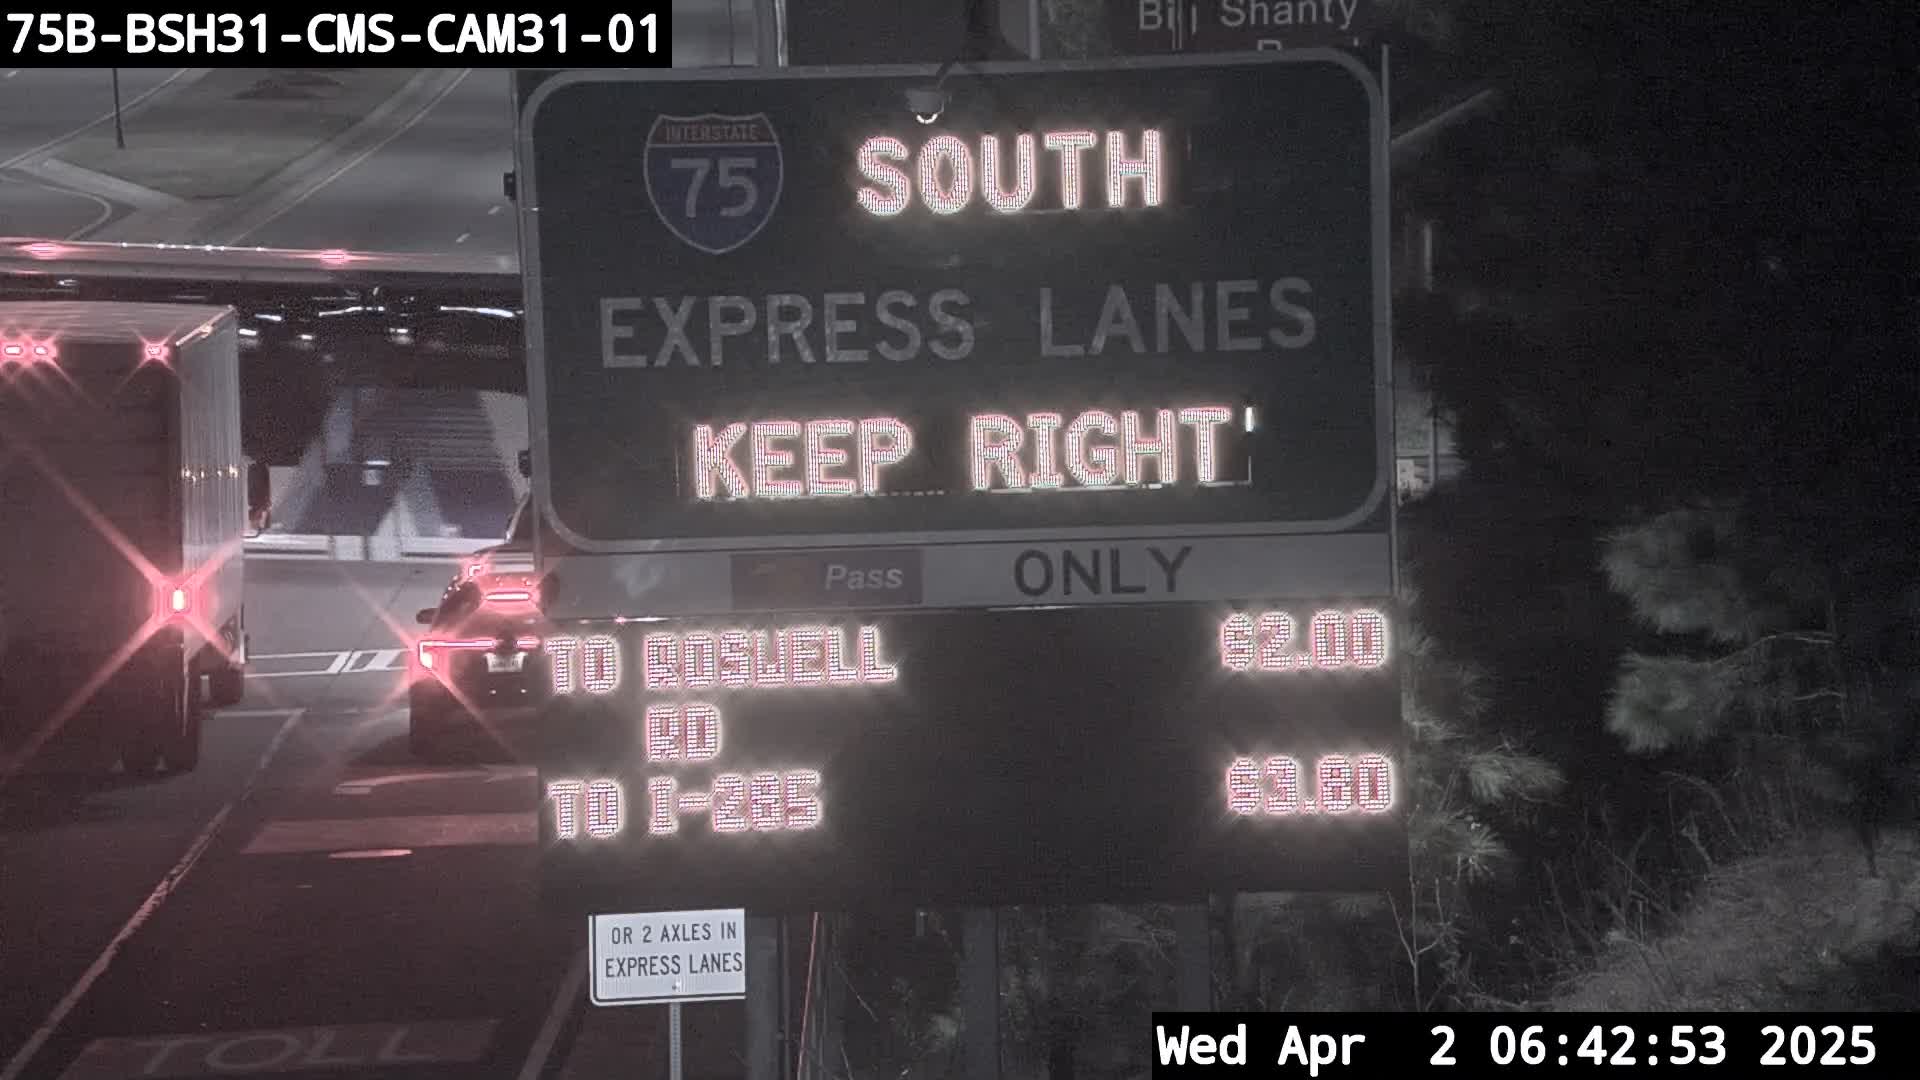 75B-BSH31-CMS-CAM31-01
Bill Shanty
INTERSTATE
75
SOUTH
EXPRESS LANES
KEEP RIGHT
Pass ONLY
TO ROSWELL $2.00
RD
TO I-285 $3.80
OR 2 AXLES IN
EXPRESS LANES
TOLL
Wed Apr 2 06:42:53 2025